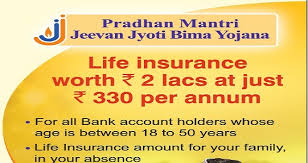 Pradhan Mantri
Jeevan Jyoti Bima Yojana
Life insurance
worth ₹ 2 lacs at just
₹ 330 per annum
• For all Bank account holders whose
age is between 18 to 50 years
• Life Insurance amount for your family,
in your absence